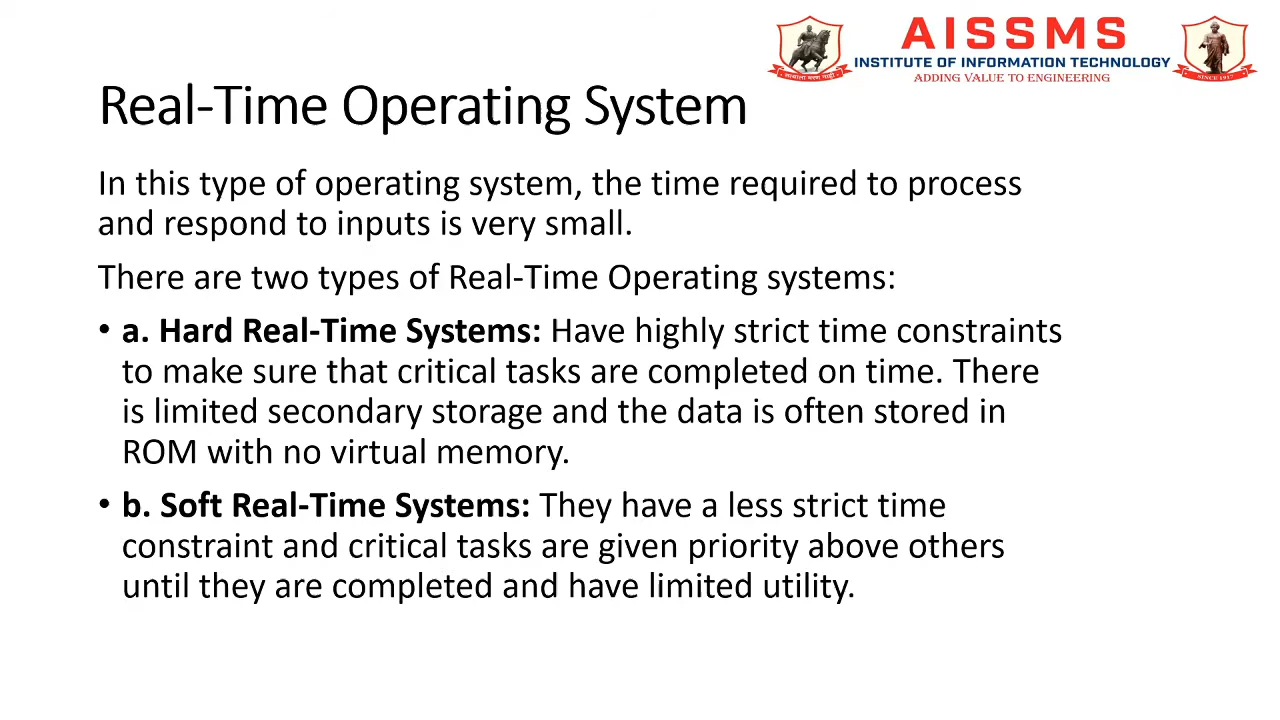 AISSMS
INSTITUTE OF INFORMATION TECHNOLOGY
ADDING VALUE TO ENGINEERING
SINCE 1917
Real-Time Operating System
In this type of operating system, the time required to process
and respond to inputs is very small.
There are two types of Real-Time Operating systems:
• a. Hard Real-Time Systems: Have highly strict time constraints
to make sure that critical tasks are completed on time. There
is limited secondary storage and the data is often stored in
ROM with no virtual memory.
• b. Soft Real-Time Systems: They have a less strict time
constraint and critical tasks are given priority above others
until they are completed and have limited utility.